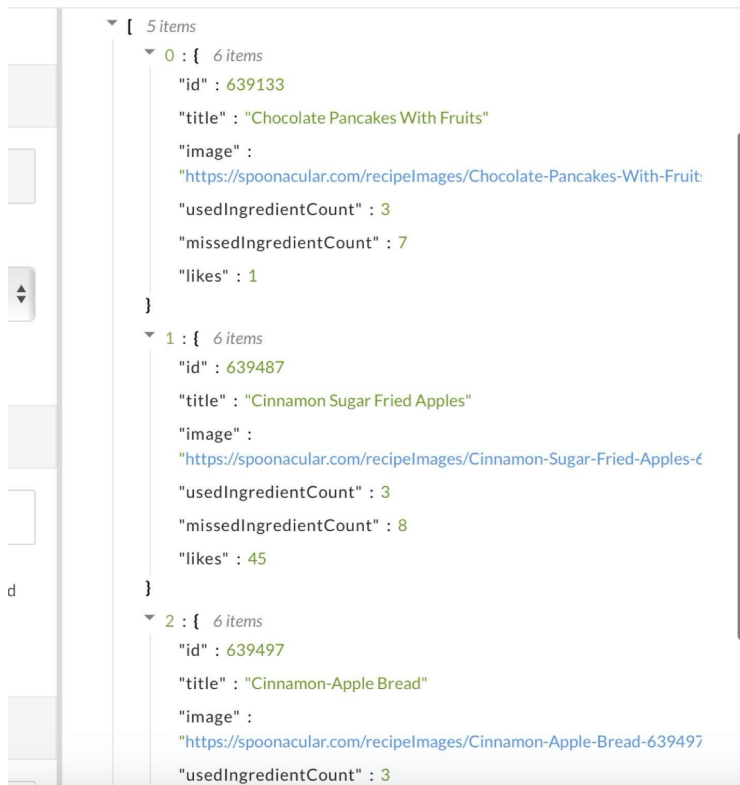 [ 5 items
0 : { 6 items
"id" : 639133
"title" : "Chocolate Pancakes With Fruits"
"image" :
"https://spoonacular.com/recipeImages/Chocolate-Pancakes-With-Fruits
"usedIngredientCount" : 3
"missedIngredientCount" : 7
"likes" : 1
}
1 : { 6 items
"id" : 639487
"title" : "Cinnamon Sugar Fried Apples"
"image" :
"https://spoonacular.com/recipeImages/Cinnamon-Sugar-Fried-Apples-6
"usedIngredientCount" : 3
"missedIngredientCount" : 8
"likes" : 45
d
}
2 : { 6 items
"id" : 639497
"title" : "Cinnamon-Apple Bread"
"image" :
"https://spoonacular.com/recipeImages/Cinnamon-Apple-Bread-639497
"usedIngredientCount" : 3